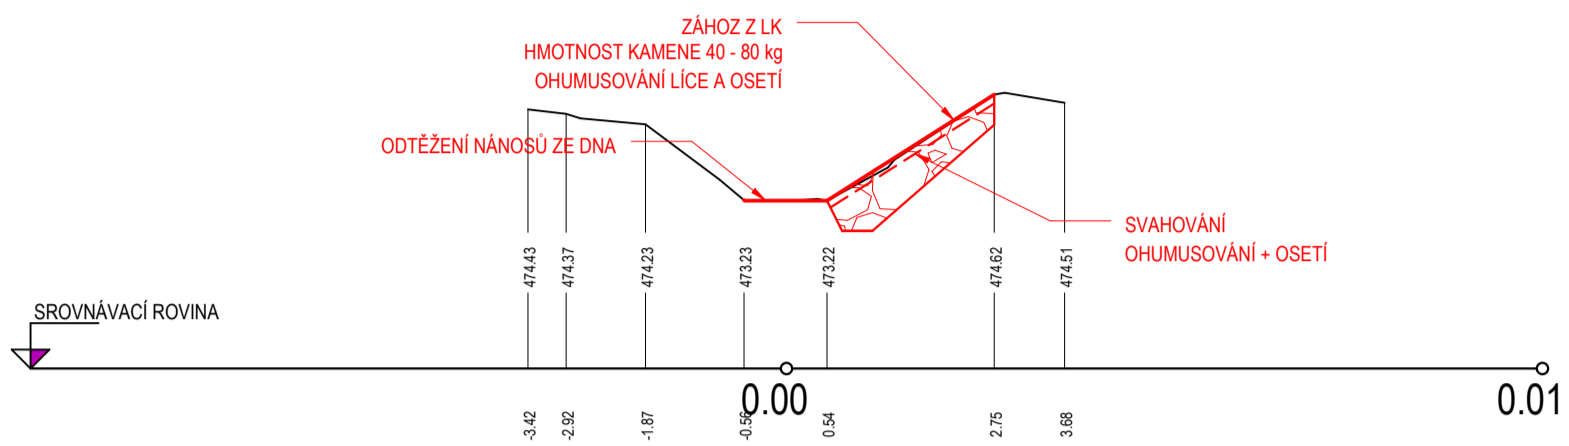 ZÁHOZ Z LK
HMOTNOST KAMENE 40 - 80 kg
OHUMUSOVÁNÍ LÍCE A OSETÍ
ODTĚŽENÍ NÁNOSŮ ZE DNA
SVAHOVÁNÍ
OHUMUSOVÁNÍ + OSETÍ
474.43
474.37
474.23
473.23
473.22
474.62
474.51
SROVNÁVACÍ ROVINA
0.00
0.01
-3.42
-2.92
-1.87
-0.56
0.54
2.75
3.68